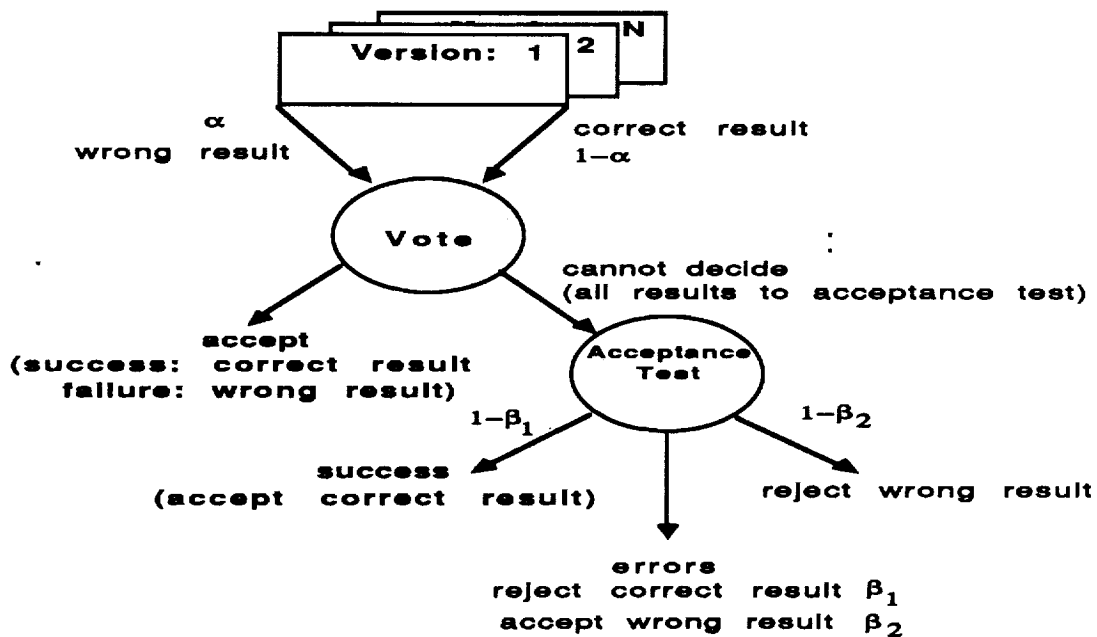 N
2
Version: 1
α
wrong result
correct result
1-α
Vote
cannot decide
(all results to acceptance test)
accept
(success: correct result
failure: wrong result)
Acceptance
Test
1-β₁
1-β₂
success
(accept correct result)
reject wrong result
errors
reject correct result β₁
accept wrong result β₂